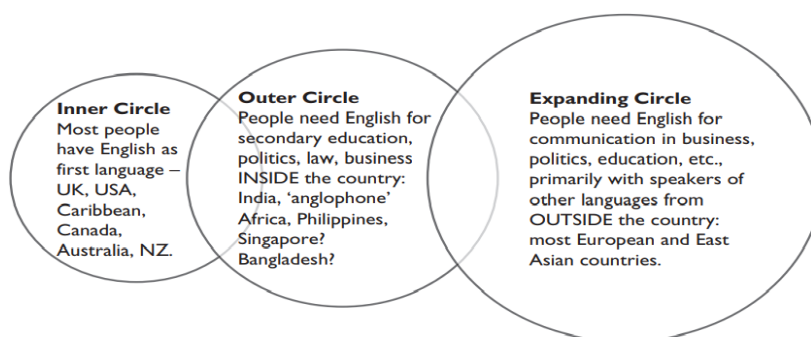 Inner Circle
Most people
have English as
first language –
UK, USA,
Caribbean,
Canada,
Australia, NZ.
Outer Circle
People need English for
secondary education,
politics, law, business
INSIDE the country:
India, ‘anglophone’
Africa, Philippines,
Singapore?
Bangladesh?
Expanding Circle
People need English for
communication in business,
politics, education, etc.,
primarily with speakers of
other languages from
OUTSIDE the country:
most European and East
Asian countries.